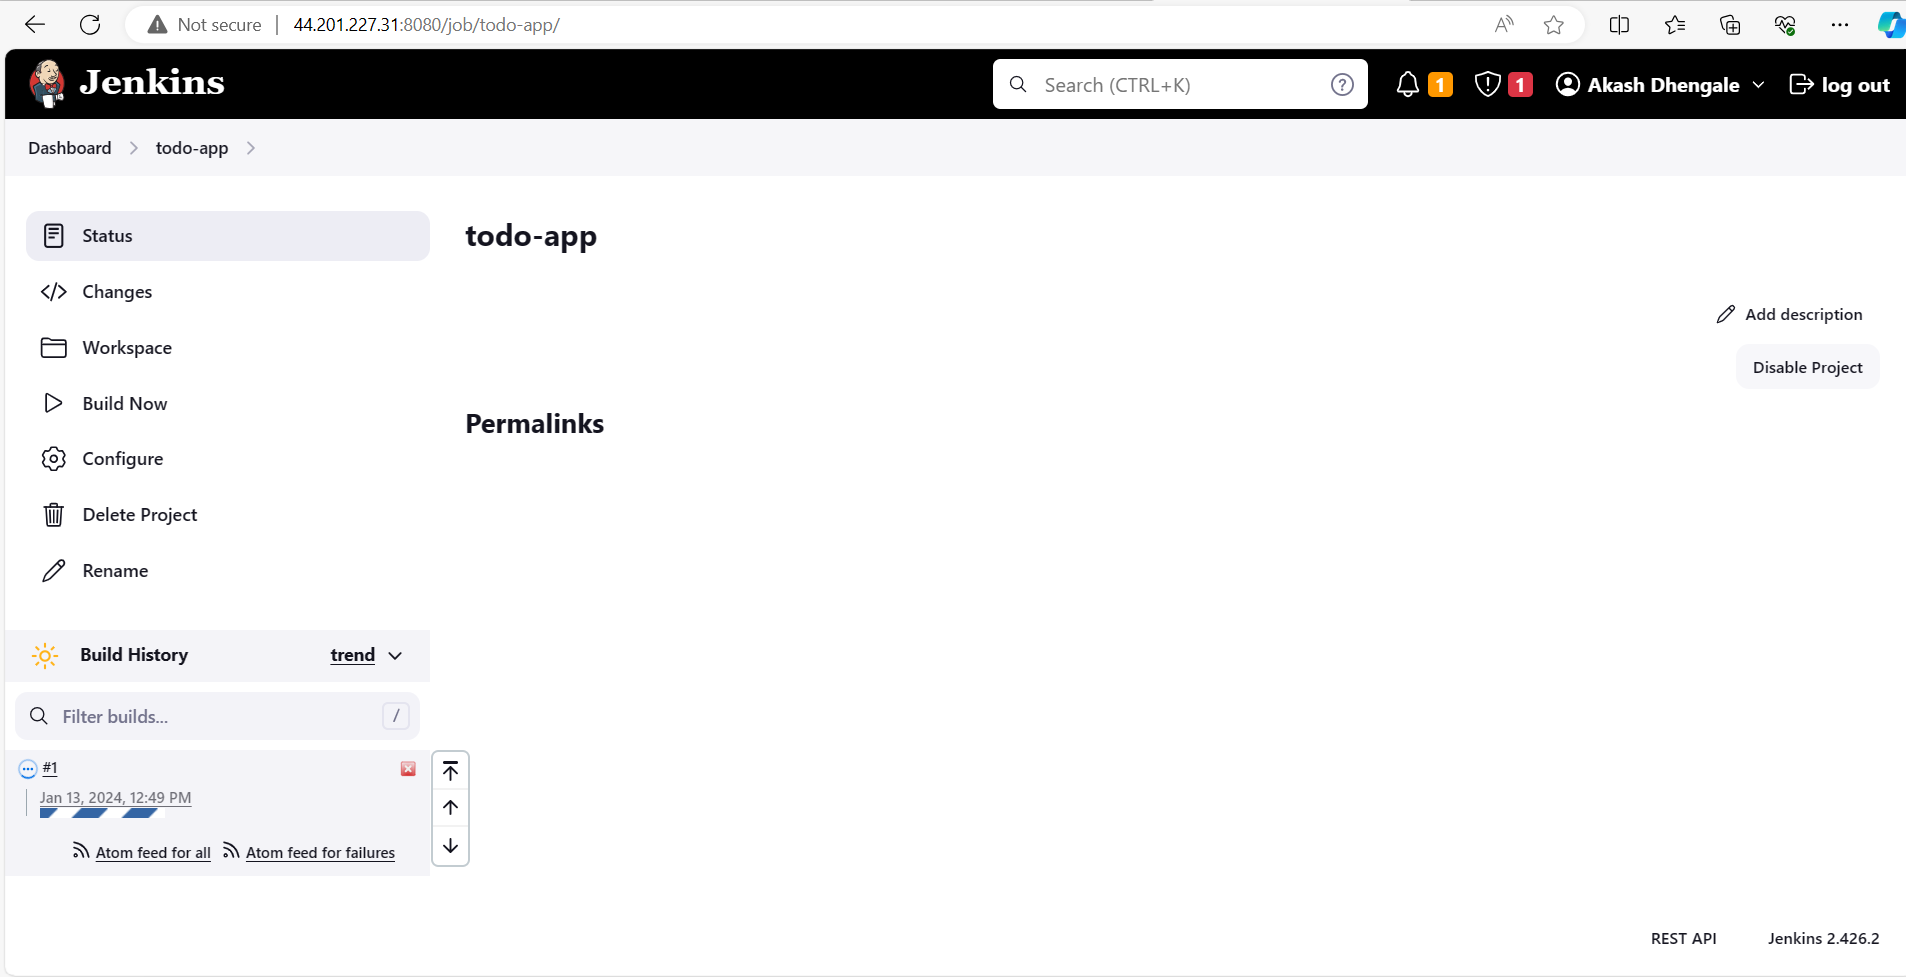 Not secure 44.201.227.31:8080/job/todo-app/
Jenkins
Search (CTRL+K)
1
1
Akash Dhengale
log out
Dashboard
todo-app
Status
Changes
Workspace
Build Now
Configure
Delete Project
Rename
todo-app
Add description
Disable Project
Permalinks
Build History
trend
Filter builds...
/
#1
Jan 13, 2024, 12:49 PM
Atom feed for all
Atom feed for failures
REST API
Jenkins 2.426.2